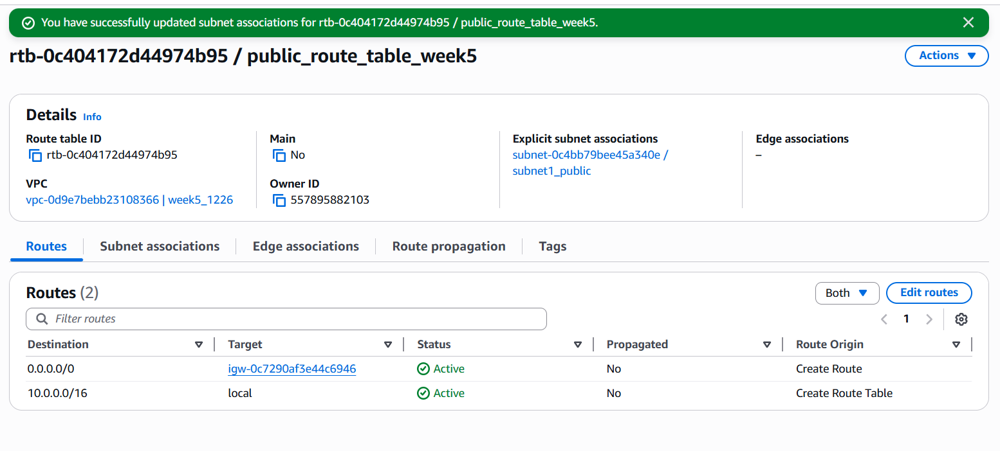 You have successfully updated subnet associations for rtb-0c404172d44974b95 / public_route_table_week5.
rtb-0c404172d44974b95 / public_route_table_week5
Actions
Details Info
Route table ID
rtb-0c404172d44974b95
Main
No
Explicit subnet associations
subnet-0c4bb79bee45a340e /
subnet1_public
Edge associations
–
VPC
vpc-0d9e7bebb23108366 | week5_1226
Owner ID
557895882103
Routes Subnet associations Edge associations Route propagation Tags
Routes (2)
Both Edit routes
Filter routes
1
Destination Target Status Propagated Route Origin
0.0.0.0/0 igw-0c7290af3e44c6946 Active No Create Route
10.0.0.0/16 local Active No Create Route Table